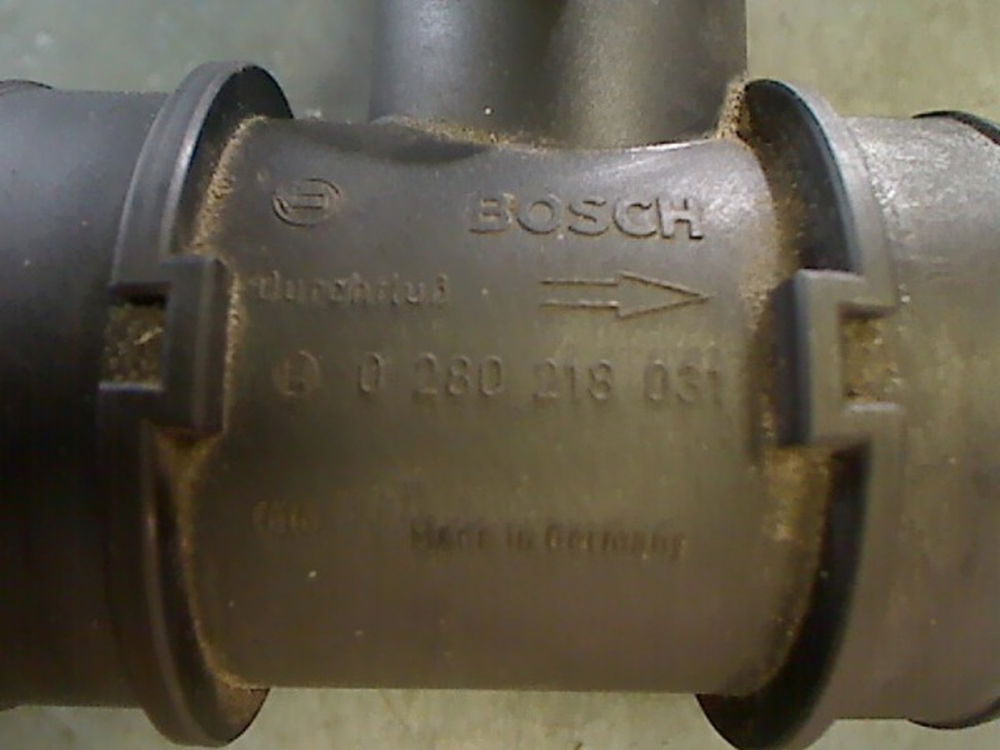 BOSCH
durchfluß
0 280 218 031
Made in Germany